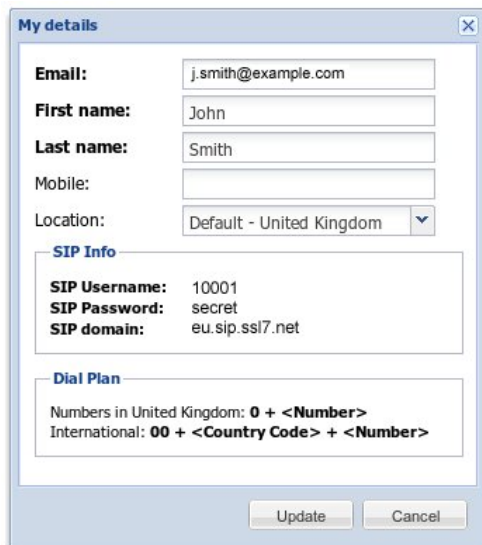 My details
Email: j.smith@example.com
First name: John
Last name: Smith
Mobile:
Location: Default - United Kingdom
SIP Info
SIP Username: 10001
SIP Password: secret
SIP domain: eu.sip.ssl7.net
Dial Plan
Numbers in United Kingdom: 0 + <Number>
International: 00 + <Country Code> + <Number>
Update Cancel